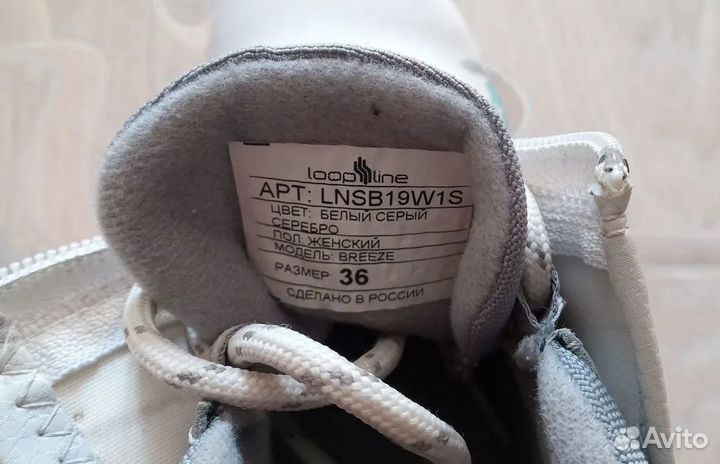 loop line
АРТ: LNSB19W1S
ЦВЕТ: БЕЛЫЙ СЕРЫЙ
СЕРЕБРО
ПОЛ: ЖЕНСКИЙ
МОДЕЛЬ: BREEZE
РАЗМЕР: 36
СДЕЛАНО В РОССИИ
Avito